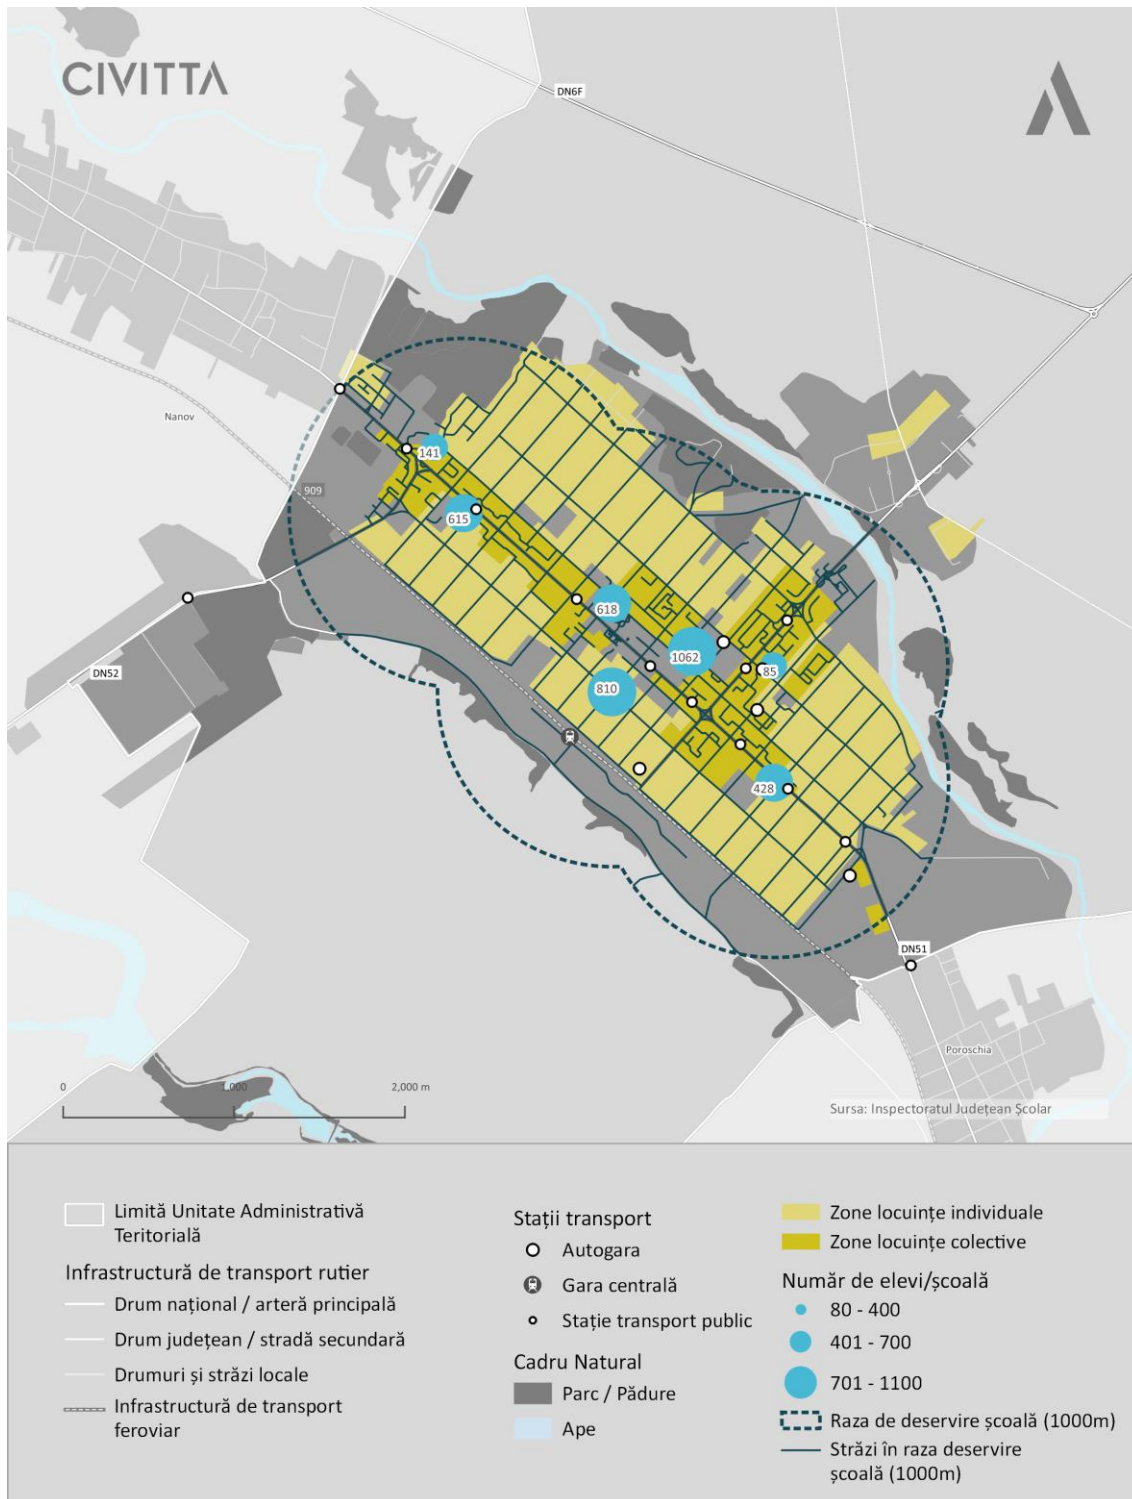 CIVITTA
DN6F
Nanov
141
909
615
618
1062
85
810
DN52
428
DN51
Poroschia
0
1,000
2,000 m
Sursa: Inspectoratul Județean Școlar
Limită Unitate Administrativă
Teritorială
Infrastructură de transport rutier
Drum național / arteră principală
Drum județean / stradă secundară
Drumuri și străzi locale
Infrastructură de transport
feroviar
Stații transport
Autogara
Gara centrală
Stație transport public
Cadru Natural
Parc / Pădure
Ape
Zone locuințe individuale
Zone locuințe colective
Număr de elevi/școală
80 - 400
401 - 700
701 - 1100
Raza de deservire școală (1000m)
Străzi în raza deservire
școală (1000m)